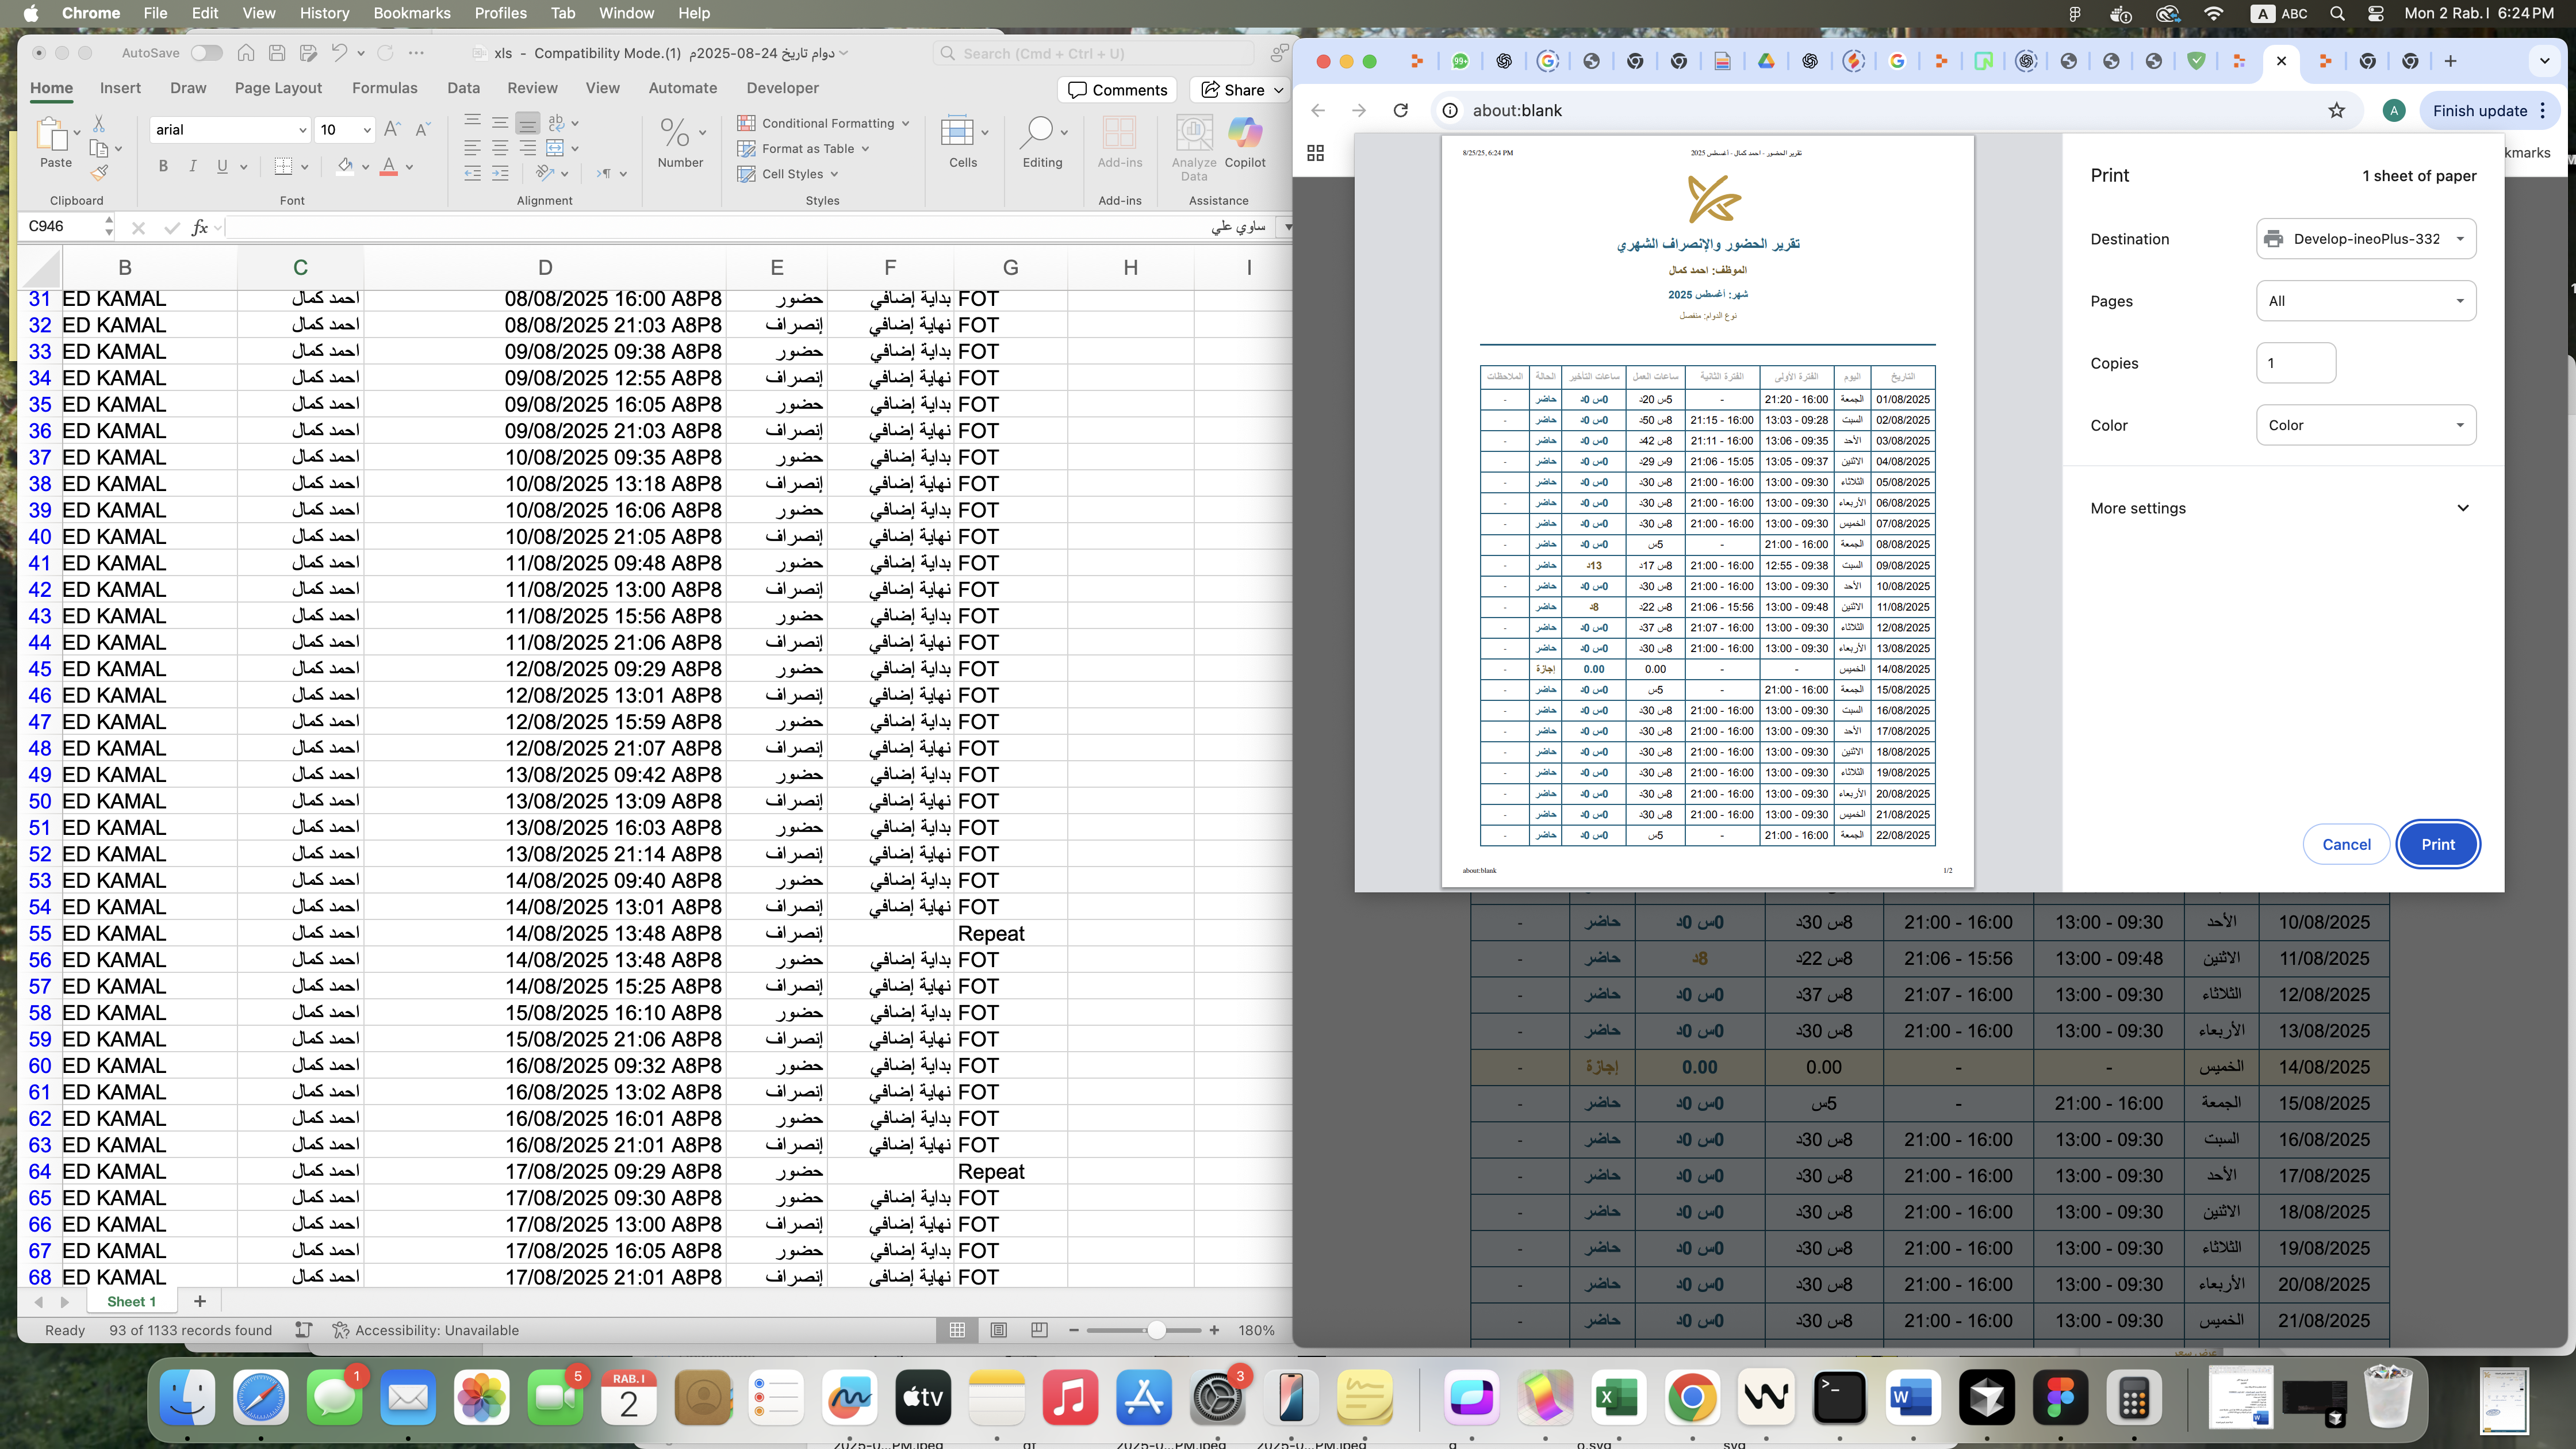 Chrome File Edit View History Bookmarks Profiles Tab Window Help
A ABC Mon 2 Rab. I 6:24 PM
AutoSave
دوام تاريخ 24-08-2025م (1).xls - Compatibility Mode
Search (Cmd + Ctrl + U)
Home Insert Draw Page Layout Formulas Data Review View Automate Developer
Comments Share
Paste
arial 10
Number
Conditional Formatting
Format as Table
Cell Styles
Cells Editing Add-ins Analyze Data Copilot
Clipboard Font Alignment Styles Add-ins Assistance
C946 fx ساوي علي
B C D E F G H I
31 ED KAMAL احمد كمال 08/08/2025 16:00 A8P8 حضور بداية إضافي FOT
32 ED KAMAL احمد كمال 08/08/2025 21:03 A8P8 إنصراف نهاية إضافي FOT
33 ED KAMAL احمد كمال 09/08/2025 09:38 A8P8 حضور بداية إضافي FOT
34 ED KAMAL احمد كمال 09/08/2025 12:55 A8P8 إنصراف نهاية إضافي FOT
35 ED KAMAL احمد كمال 09/08/2025 16:05 A8P8 حضور بداية إضافي FOT
36 ED KAMAL احمد كمال 09/08/2025 21:03 A8P8 إنصراف نهاية إضافي FOT
37 ED KAMAL احمد كمال 10/08/2025 09:35 A8P8 حضور بداية إضافي FOT
38 ED KAMAL احمد كمال 10/08/2025 13:18 A8P8 إنصراف نهاية إضافي FOT
39 ED KAMAL احمد كمال 10/08/2025 16:06 A8P8 حضور بداية إضافي FOT
40 ED KAMAL احمد كمال 10/08/2025 21:05 A8P8 إنصراف نهاية إضافي FOT
41 ED KAMAL احمد كمال 11/08/2025 09:48 A8P8 حضور بداية إضافي FOT
42 ED KAMAL احمد كمال 11/08/2025 13:00 A8P8 إنصراف نهاية إضافي FOT
43 ED KAMAL احمد كمال 11/08/2025 15:56 A8P8 حضور بداية إضافي FOT
44 ED KAMAL احمد كمال 11/08/2025 21:06 A8P8 إنصراف نهاية إضافي FOT
45 ED KAMAL احمد كمال 12/08/2025 09:29 A8P8 حضور بداية إضافي FOT
46 ED KAMAL احمد كمال 12/08/2025 13:01 A8P8 إنصراف نهاية إضافي FOT
47 ED KAMAL احمد كمال 12/08/2025 15:59 A8P8 حضور بداية إضافي FOT
48 ED KAMAL احمد كمال 12/08/2025 21:07 A8P8 إنصراف نهاية إضافي FOT
49 ED KAMAL احمد كمال 13/08/2025 09:42 A8P8 حضور بداية إضافي FOT
50 ED KAMAL احمد كمال 13/08/2025 13:09 A8P8 إنصراف نهاية إضافي FOT
51 ED KAMAL احمد كمال 13/08/2025 16:03 A8P8 حضور بداية إضافي FOT
52 ED KAMAL احمد كمال 13/08/2025 21:14 A8P8 إنصراف نهاية إضافي FOT
53 ED KAMAL احمد كمال 14/08/2025 09:40 A8P8 حضور بداية إضافي FOT
54 ED KAMAL احمد كمال 14/08/2025 13:01 A8P8 إنصراف نهاية إضافي FOT
55 ED KAMAL احمد كمال 14/08/2025 13:48 A8P8 إنصراف Repeat
56 ED KAMAL احمد كمال 14/08/2025 13:48 A8P8 حضور بداية إضافي FOT
57 ED KAMAL احمد كمال 14/08/2025 15:25 A8P8 إنصراف نهاية إضافي FOT
58 ED KAMAL احمد كمال 15/08/2025 16:10 A8P8 حضور بداية إضافي FOT
59 ED KAMAL احمد كمال 15/08/2025 21:06 A8P8 إنصراف نهاية إضافي FOT
60 ED KAMAL احمد كمال 16/08/2025 09:32 A8P8 حضور بداية إضافي FOT
61 ED KAMAL احمد كمال 16/08/2025 13:02 A8P8 إنصراف نهاية إضافي FOT
62 ED KAMAL احمد كمال 16/08/2025 16:01 A8P8 حضور بداية إضافي FOT
63 ED KAMAL احمد كمال 16/08/2025 21:01 A8P8 إنصراف نهاية إضافي FOT
64 ED KAMAL احمد كمال 17/08/2025 09:29 A8P8 حضور Repeat
65 ED KAMAL احمد كمال 17/08/2025 09:30 A8P8 حضور بداية إضافي FOT
66 ED KAMAL احمد كمال 17/08/2025 13:00 A8P8 إنصراف نهاية إضافي FOT
67 ED KAMAL احمد كمال 17/08/2025 16:05 A8P8 حضور بداية إضافي FOT
68 ED KAMAL احمد كمال 17/08/2025 21:01 A8P8 إنصراف نهاية إضافي FOT
Sheet 1
Ready 93 of 1133 records found Accessibility: Unavailable 180%
about:blank A Finish update
kmarks
8/25/25, 6:24 PM تقرير الحضور - احمد كمال - أغسطس 2025
تقرير الحضور والإنصراف الشهري
الموظف: احمد كمال
شهر: أغسطس 2025
نوع الدوام: منفصل
التاريخ اليوم الفترة الأولى الفترة الثانية ساعات العمل ساعات التأخير الحالة الملاحظات
01/08/2025 الجمعة 16:00 - 21:20 - 5س 20د 0س 0د حاضر -
02/08/2025 السبت 09:28 - 13:03 16:00 - 21:15 8س 50د 0س 0د حاضر -
03/08/2025 الأحد 09:35 - 13:06 16:00 - 21:11 8س 42د 0س 0د حاضر -
04/08/2025 الاثنين 09:37 - 13:05 15:05 - 21:06 9س 29د 0س 0د حاضر -
05/08/2025 الثلاثاء 09:30 - 13:00 16:00 - 21:00 8س 30د 0س 0د حاضر -
06/08/2025 الأربعاء 09:30 - 13:00 16:00 - 21:00 8س 30د 0س 0د حاضر -
07/08/2025 الخميس 09:30 - 13:00 16:00 - 21:00 8س 30د 0س 0د حاضر -
08/08/2025 الجمعة 16:00 - 21:00 - 5س 0س 0د حاضر -
09/08/2025 السبت 09:38 - 12:55 16:00 - 21:00 8س 17د 13د حاضر -
10/08/2025 الأحد 09:30 - 13:00 16:00 - 21:00 8س 30د 0س 0د حاضر -
11/08/2025 الاثنين 09:48 - 13:00 15:56 - 21:06 8س 22د 8د حاضر -
12/08/2025 الثلاثاء 09:30 - 13:00 16:00 - 21:07 8س 37د 0س 0د حاضر -
13/08/2025 الأربعاء 09:30 - 13:00 16:00 - 21:00 8س 30د 0س 0د حاضر -
14/08/2025 الخميس - - 0.00 0.00 إجازة -
15/08/2025 الجمعة 16:00 - 21:00 - 5س 0س 0د حاضر -
16/08/2025 السبت 09:30 - 13:00 16:00 - 21:00 8س 30د 0س 0د حاضر -
17/08/2025 الأحد 09:30 - 13:00 16:00 - 21:00 8س 30د 0س 0د حاضر -
18/08/2025 الاثنين 09:30 - 13:00 16:00 - 21:00 8س 30د 0س 0د حاضر -
19/08/2025 الثلاثاء 09:30 - 13:00 16:00 - 21:00 8س 30د 0س 0د حاضر -
20/08/2025 الأربعاء 09:30 - 13:00 16:00 - 21:00 8س 30د 0س 0د حاضر -
21/08/2025 الخميس 09:30 - 13:00 16:00 - 21:00 8س 30د 0س 0د حاضر -
22/08/2025 الجمعة 16:00 - 21:00 - 5س 0س 0د حاضر -
about:blank 1/2
Print 1 sheet of paper
Destination Develop-ineoPlus-332
Pages All
Copies 1
Color Color
More settings
Cancel Print
10/08/2025 الأحد 09:30 - 13:00 16:00 - 21:00 8س 30د 0س 0د حاضر -
11/08/2025 الاثنين 09:48 - 13:00 15:56 - 21:06 8س 22د 8د حاضر -
12/08/2025 الثلاثاء 09:30 - 13:00 16:00 - 21:07 8س 37د 0س 0د حاضر -
13/08/2025 الأربعاء 09:30 - 13:00 16:00 - 21:00 8س 30د 0س 0د حاضر -
14/08/2025 الخميس - - 0.00 0.00 إجازة -
15/08/2025 الجمعة 16:00 - 21:00 - 5س 0س 0د حاضر -
16/08/2025 السبت 09:30 - 13:00 16:00 - 21:00 8س 30د 0س 0د حاضر -
17/08/2025 الأحد 09:30 - 13:00 16:00 - 21:00 8س 30د 0س 0د حاضر -
18/08/2025 الاثنين 09:30 - 13:00 16:00 - 21:00 8س 30د 0س 0د حاضر -
19/08/2025 الثلاثاء 09:30 - 13:00 16:00 - 21:00 8س 30د 0س 0د حاضر -
20/08/2025 الأربعاء 09:30 - 13:00 16:00 - 21:00 8س 30د 0س 0د حاضر -
21/08/2025 الخميس 09:30 - 13:00 16:00 - 21:00 8س 30د 0س 0د حاضر -
1 5 RAB. I 2 tv 3